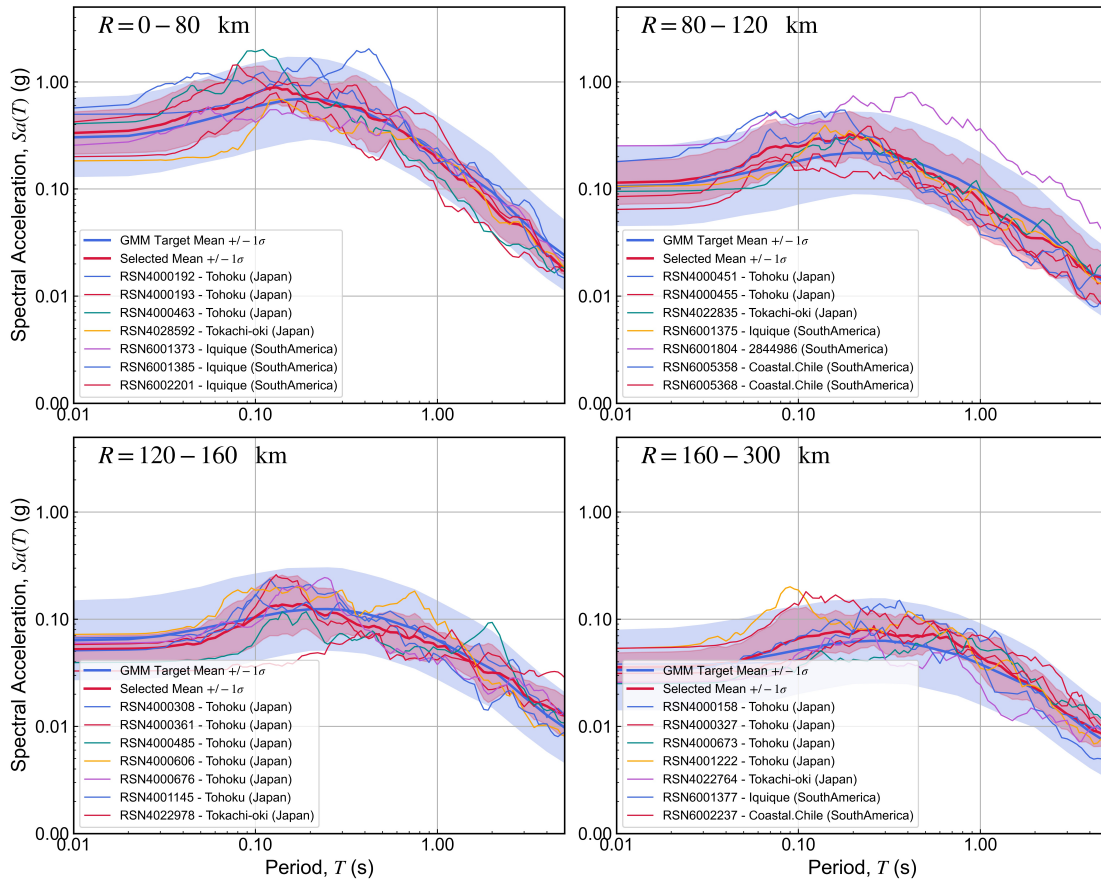 R = 0 – 80 km
Spectral Acceleration, Sa(T) (g)
1.00
0.10
0.01
0.00
GMM Target Mean +/− 1σ
Selected Mean +/− 1σ
RSN4000192 - Tohoku (Japan)
RSN4000193 - Tohoku (Japan)
RSN4000463 - Tohoku (Japan)
RSN4028592 - Tokachi-oki (Japan)
RSN6001373 - Iquique (SouthAmerica)
RSN6001385 - Iquique (SouthAmerica)
RSN6002201 - Iquique (SouthAmerica)
0.01
0.10
1.00
R = 80 – 120 km
1.00
0.10
0.01
0.00
GMM Target Mean +/− 1σ
Selected Mean +/− 1σ
RSN4000451 - Tohoku (Japan)
RSN4000455 - Tohoku (Japan)
RSN4022835 - Tokachi-oki (Japan)
RSN6001375 - Iquique (SouthAmerica)
RSN6001804 - 2844986 (SouthAmerica)
RSN6005358 - Coastal.Chile (SouthAmerica)
RSN6005368 - Coastal.Chile (SouthAmerica)
0.01
0.10
1.00
R = 120 – 160 km
Spectral Acceleration, Sa(T) (g)
1.00
0.10
0.01
0.00
GMM Target Mean +/− 1σ
Selected Mean +/− 1σ
RSN4000308 - Tohoku (Japan)
RSN4000361 - Tohoku (Japan)
RSN4000485 - Tohoku (Japan)
RSN4000606 - Tohoku (Japan)
RSN4000676 - Tohoku (Japan)
RSN4001145 - Tohoku (Japan)
RSN4022978 - Tokachi-oki (Japan)
0.01
0.10
1.00
Period, T (s)
R = 160 – 300 km
1.00
0.10
0.01
0.00
GMM Target Mean +/− 1σ
Selected Mean +/− 1σ
RSN4000158 - Tohoku (Japan)
RSN4000327 - Tohoku (Japan)
RSN4000673 - Tohoku (Japan)
RSN4001222 - Tohoku (Japan)
RSN4022764 - Tokachi-oki (Japan)
RSN6001377 - Iquique (SouthAmerica)
RSN6002237 - Coastal.Chile (SouthAmerica)
0.01
0.10
1.00
Period, T (s)